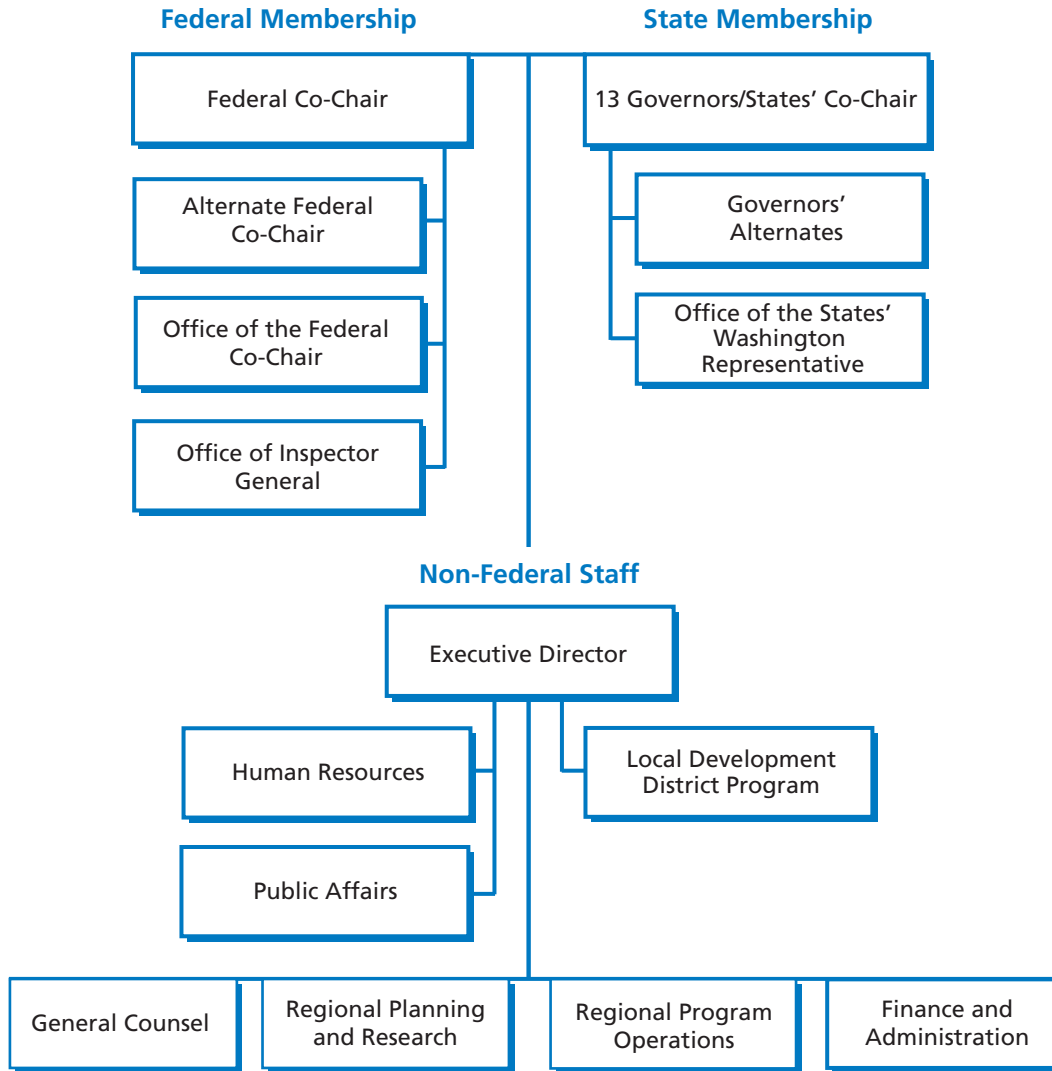 Federal Membership
State Membership
Federal Co-Chair
13 Governors/States’ Co-Chair
Alternate Federal
Co-Chair
Governors’
Alternates
Office of the Federal
Co-Chair
Office of the States’
Washington
Representative
Office of Inspector
General
Non-Federal Staff
Executive Director
Human Resources
Local Development
District Program
Public Affairs
General Counsel
Regional Planning
and Research
Regional Program
Operations
Finance and
Administration